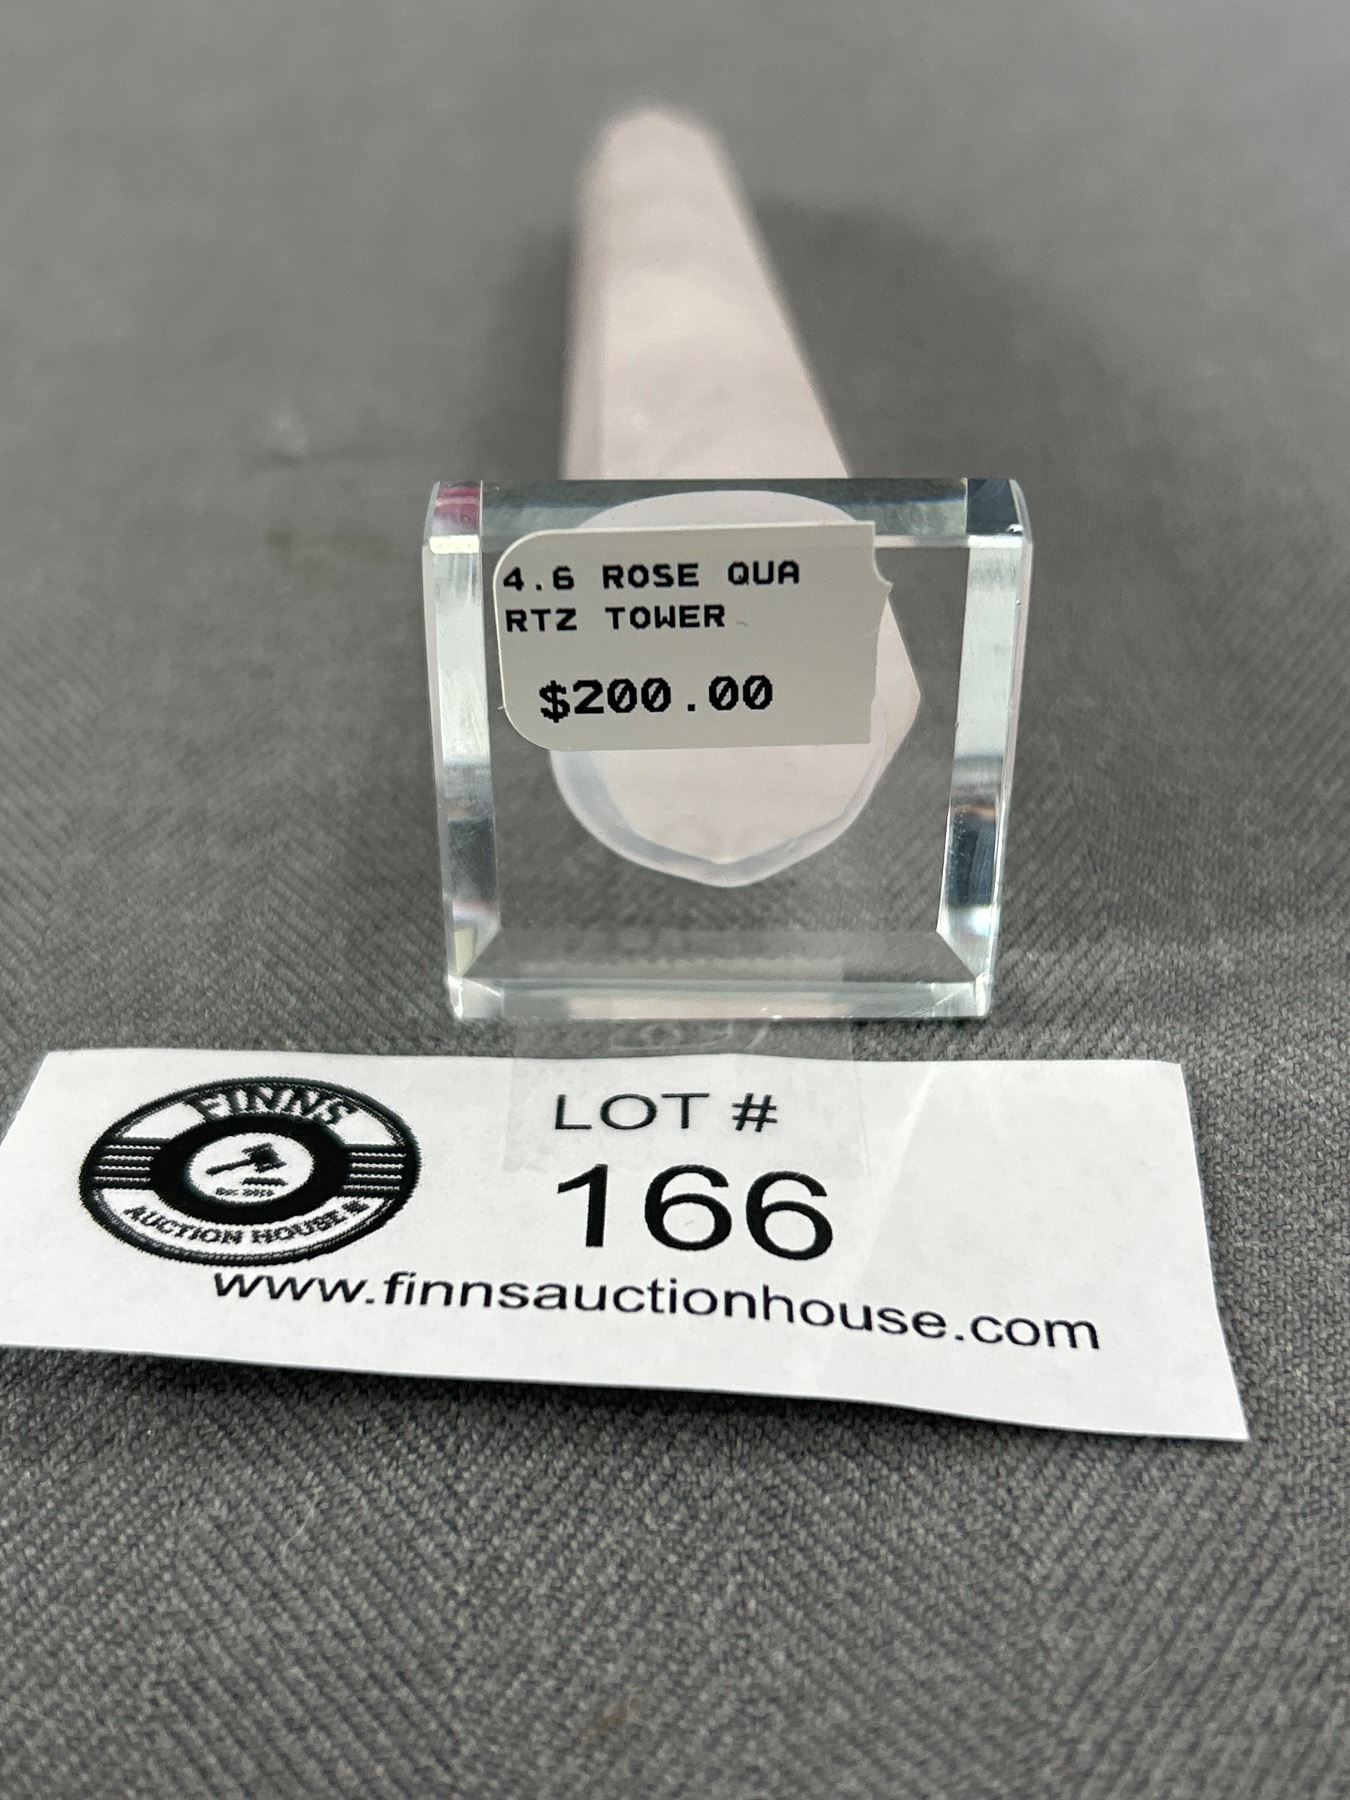 4.6 ROSE QUA
RTZ TOWER
$200.00
LOT #
166
FINNS
AUCTION HOUSE
www.finnsauctionhouse.com